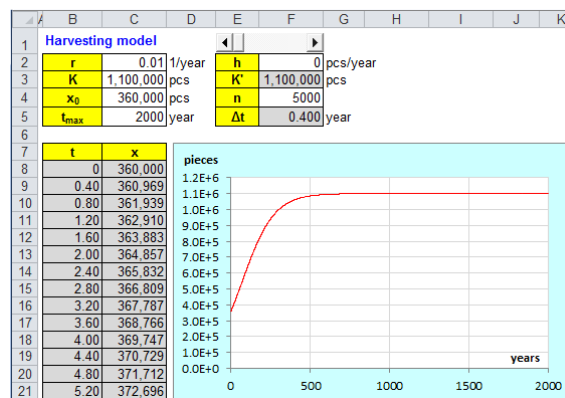 A B C D E F G H I J K
1 Harvesting model
2 r 0.01 1/year h 0 pcs/year
3 K 1,100,000 pcs K' 1,100,000 pcs
4 x₀ 360,000 pcs n 5000
5 tmax 2000 year Δt 0.400 year
6
7 t x
8 0 360,000
9 0.40 360,969
10 0.80 361,939
11 1.20 362,910
12 1.60 363,883
13 2.00 364,857
14 2.40 365,832
15 2.80 366,809
16 3.20 367,787
17 3.60 368,766
18 4.00 369,747
19 4.40 370,729
20 4.80 371,712
21 5.20 372,696
pieces
1.2E+6
1.1E+6
1.0E+6
9.0E+5
8.0E+5
7.0E+5
6.0E+5
5.0E+5
4.0E+5
3.0E+5
2.0E+5
1.0E+5
0.0E+0
years
0 500 1000 1500 2000